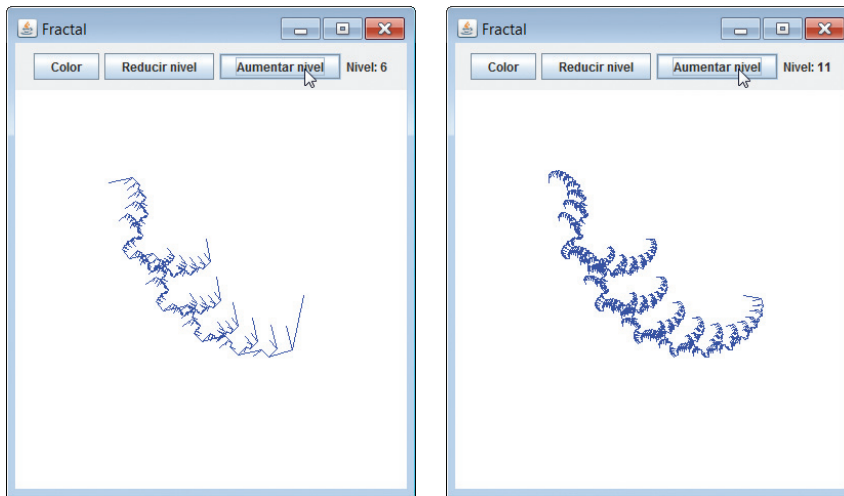 Fractal
Color Reducir nivel Aumentar nivel Nivel: 6
Fractal
Color Reducir nivel Aumentar nivel Nivel: 11